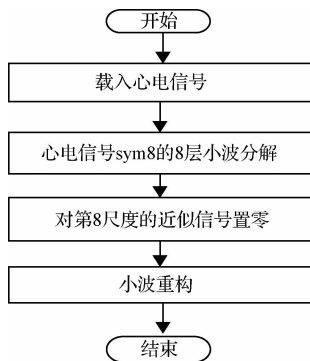 开始
载入心电信号
心电信号sym8的8层小波分解
对第8尺度的近似信号置零
小波重构
结束